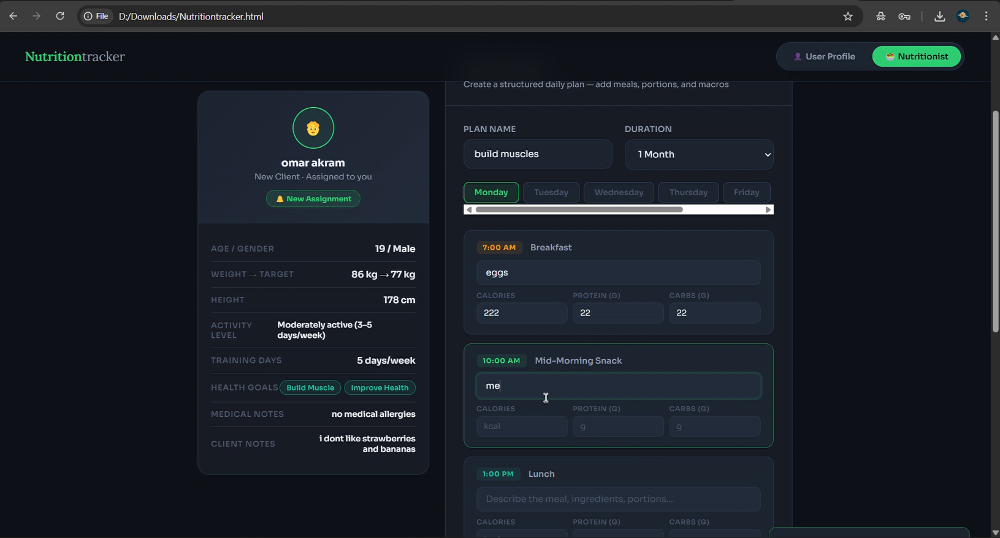 File D:/Downloads/Nutritiontracker.html
Nutritiontracker
User Profile
Nutritionist
omar akram
New Client · Assigned to you
New Assignment
AGE / GENDER 19 / Male
WEIGHT → TARGET 86 kg → 77 kg
HEIGHT 178 cm
ACTIVITY LEVEL Moderately active (3–5 days/week)
TRAINING DAYS 5 days/week
HEALTH GOALS Build Muscle Improve Health
MEDICAL NOTES no medical allergies
CLIENT NOTES i dont like strawberries and bananas
Create a structured daily plan — add meals, portions, and macros
PLAN NAME DURATION
build muscles 1 Month
Monday Tuesday Wednesday Thursday Friday
7:00 AM Breakfast
eggs
CALORIES PROTEIN (G) CARBS (G)
222 22 22
10:00 AM Mid-Morning Snack
me
CALORIES PROTEIN (G) CARBS (G)
kcal g g
1:00 PM Lunch
Describe the meal, ingredients, portions...
CALORIES PROTEIN (G) CARBS (G)